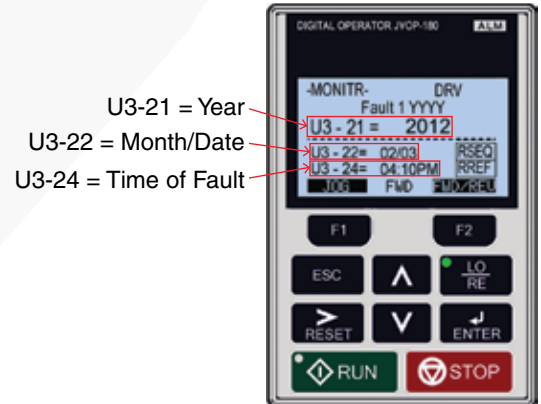 DIGITAL OPERATOR JVOP-180 ALM
-MONITR- DRV
Fault 1 YYYY
U3-21 = Year
U3 - 21 = 2012
U3-22 = Month/Date
U3 - 22= 02/03 RSEQ
U3-24 = Time of Fault
U3 - 24= 04:10PM RREF
JOG FWD FWD/REV
F1 F2
ESC LO
RE
RESET ENTER
RUN STOP